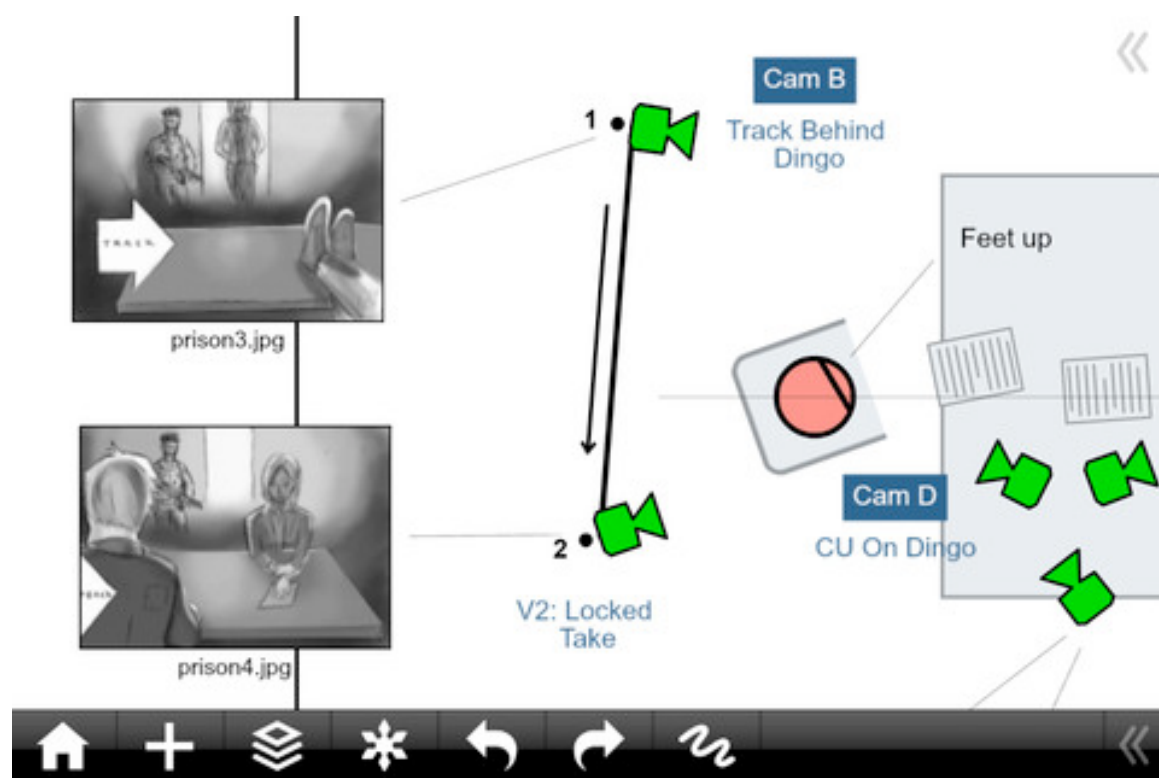 Cam B
1
Track Behind
Dingo
TRACK
Feet up
prison3.jpg
Cam D
2
CU On Dingo
V2: Locked
Take
prison4.jpg